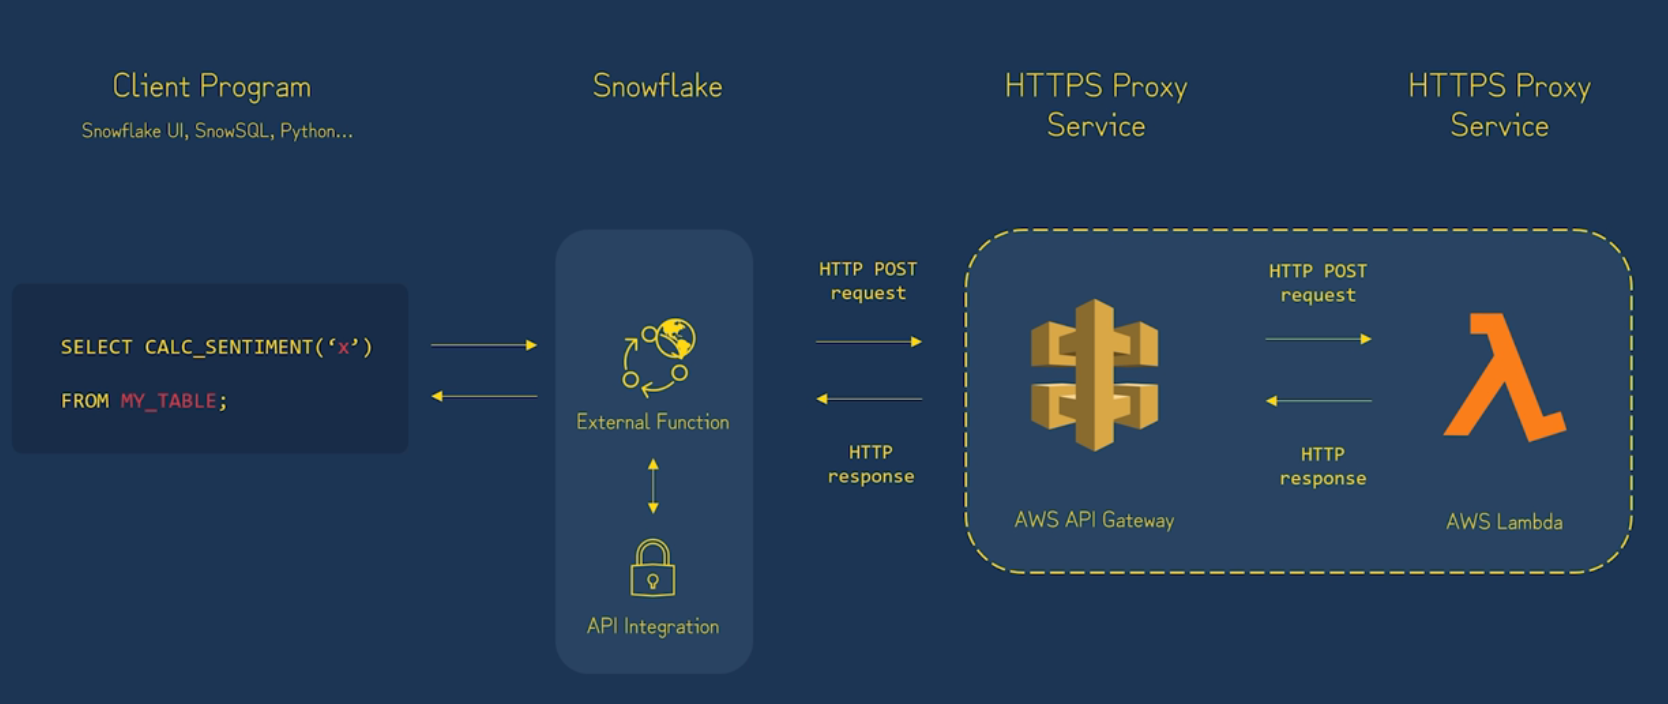 Client Program
Snowflake UI, SnowSQL, Python...
Snowflake
HTTPS Proxy
Service
HTTPS Proxy
Service
SELECT CALC_SENTIMENT(‘x’)
FROM MY_TABLE;
External Function
API Integration
HTTP POST
request
HTTP
response
AWS API Gateway
HTTP POST
request
HTTP
response
AWS Lambda